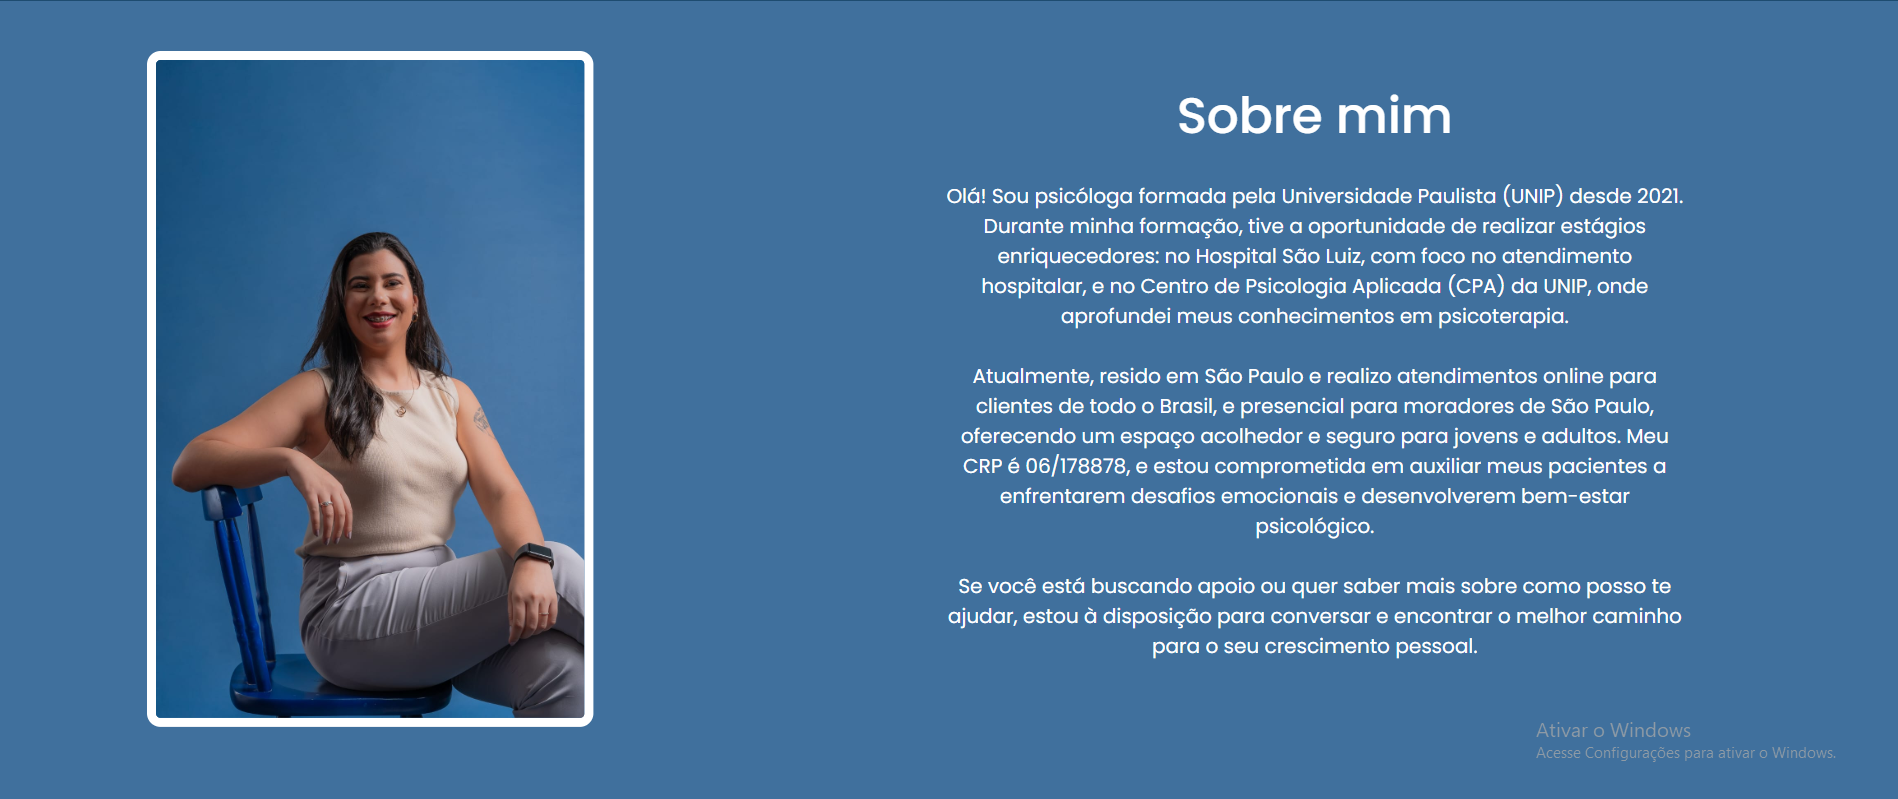 Sobre mim
Olá! Sou psicóloga formada pela Universidade Paulista (UNIP) desde 2021.
Durante minha formação, tive a oportunidade de realizar estágios
enriquecedores: no Hospital São Luiz, com foco no atendimento
hospitalar, e no Centro de Psicologia Aplicada (CPA) da UNIP, onde
aprofundei meus conhecimentos em psicoterapia.
Atualmente, resido em São Paulo e realizo atendimentos online para
clientes de todo o Brasil, e presencial para moradores de São Paulo,
oferecendo um espaço acolhedor e seguro para jovens e adultos. Meu
CRP é 06/178878, e estou comprometida em auxiliar meus pacientes a
enfrentarem desafios emocionais e desenvolverem bem-estar
psicológico.
Se você está buscando apoio ou quer saber mais sobre como posso te
ajudar, estou à disposição para conversar e encontrar o melhor caminho
para o seu crescimento pessoal.
Ativar o Windows
Acesse Configurações para ativar o Windows.